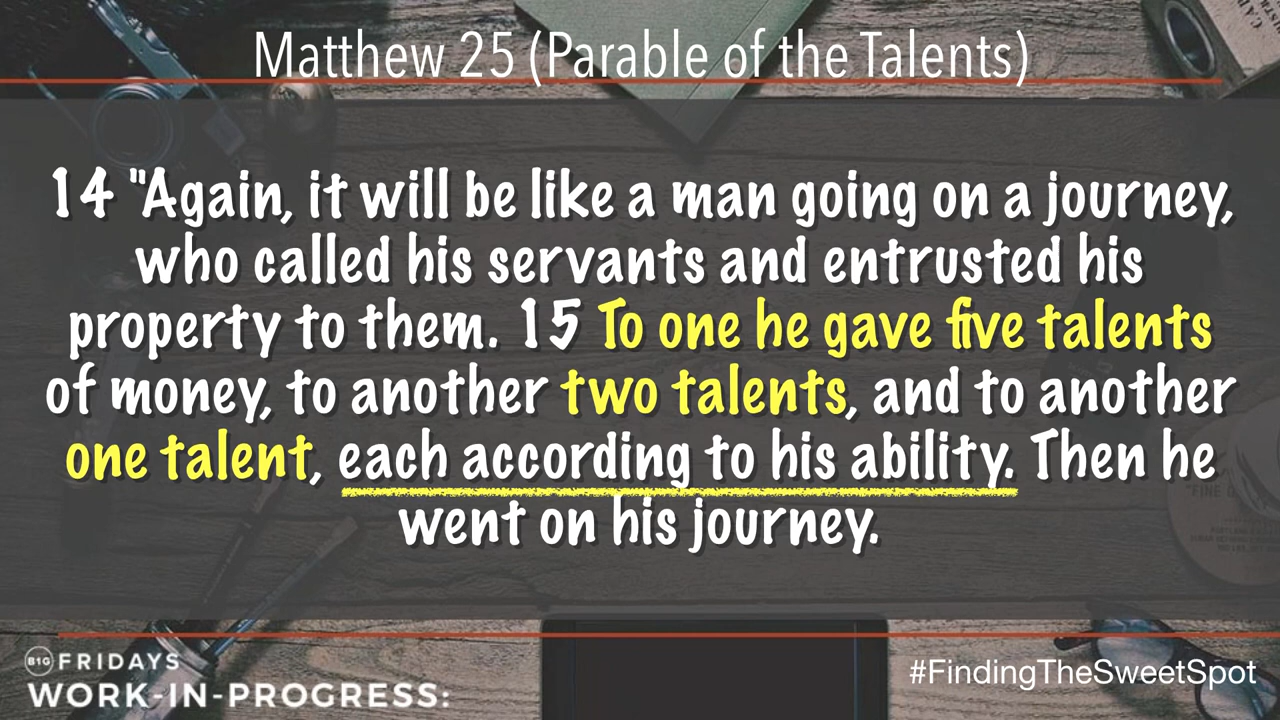 Matthew 25 (Parable of the Talents)
14 "Again, it will be like a man going on a journey,
who called his servants and entrusted his
property to them. 15 To one he gave five talents
of money, to another two talents, and to another
one talent, each according to his ability. Then he
went on his journey.
B1G FRIDAYS
WORK-IN-PROGRESS:
#FindingTheSweetSpot